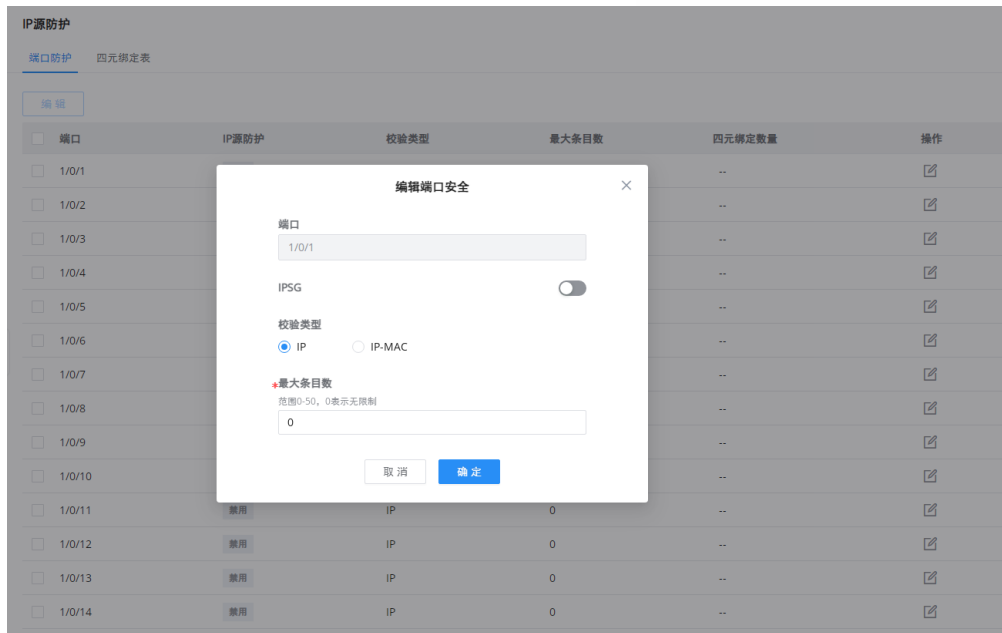 IP源防护
端口防护 四元绑定表
编辑
端口 IP源防护 校验类型 最大条目数 四元绑定数量 操作
1/0/1 --
1/0/2 --
1/0/3 --
1/0/4 --
1/0/5 --
1/0/6 --
1/0/7 --
1/0/8 --
1/0/9 --
1/0/10 --
1/0/11 禁用 IP 0 --
1/0/12 禁用 IP 0 --
1/0/13 禁用 IP 0 --
1/0/14 禁用 IP 0 --
编辑端口安全
端口
1/0/1
IPSG
校验类型
IP IP-MAC
*最大条目数
范围0-50，0表示无限制
0
取消 确定